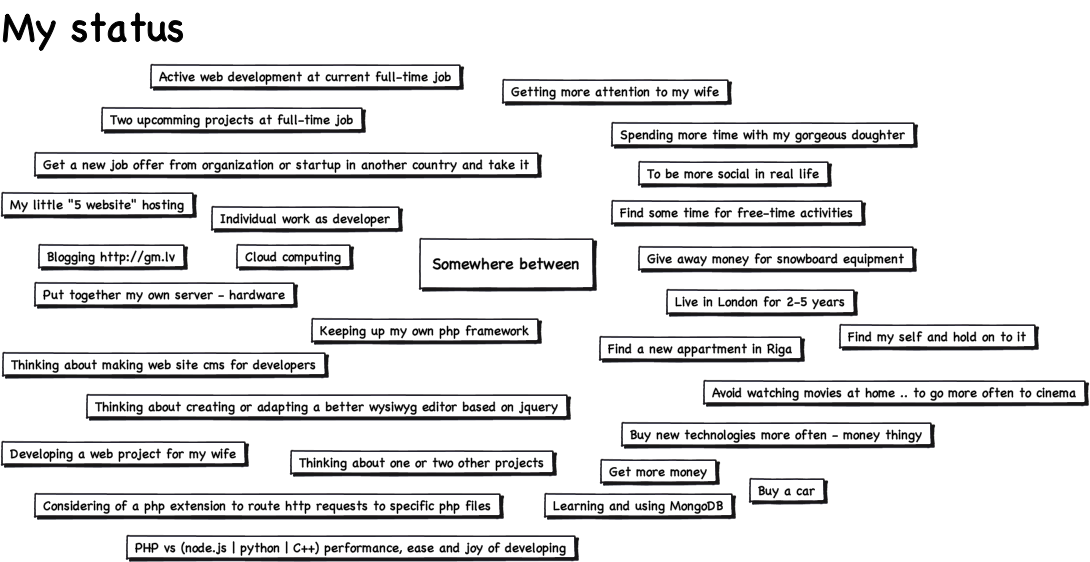 My status
Active web development at current full-time job
Getting more attention to my wife
Two upcomming projects at full-time job
Spending more time with my gorgeous doughter
Get a new job offer from organization or startup in another country and take it
To be more social in real life
My little "5 website" hosting
Individual work as developer
Find some time for free-time activities
Blogging http://gm.lv
Cloud computing
Somewhere between
Give away money for snowboard equipment
Put together my own server - hardware
Live in London for 2-5 years
Keeping up my own php framework
Find my self and hold on to it
Find a new appartment in Riga
Thinking about making web site cms for developers
Avoid watching movies at home .. to go more often to cinema
Thinking about creating or adapting a better wysiwyg editor based on jquery
Buy new technologies more often - money thingy
Developing a web project for my wife
Thinking about one or two other projects
Get more money
Buy a car
Considering of a php extension to route http requests to specific php files
Learning and using MongoDB
PHP vs (node.js | python | C++) performance, ease and joy of developing